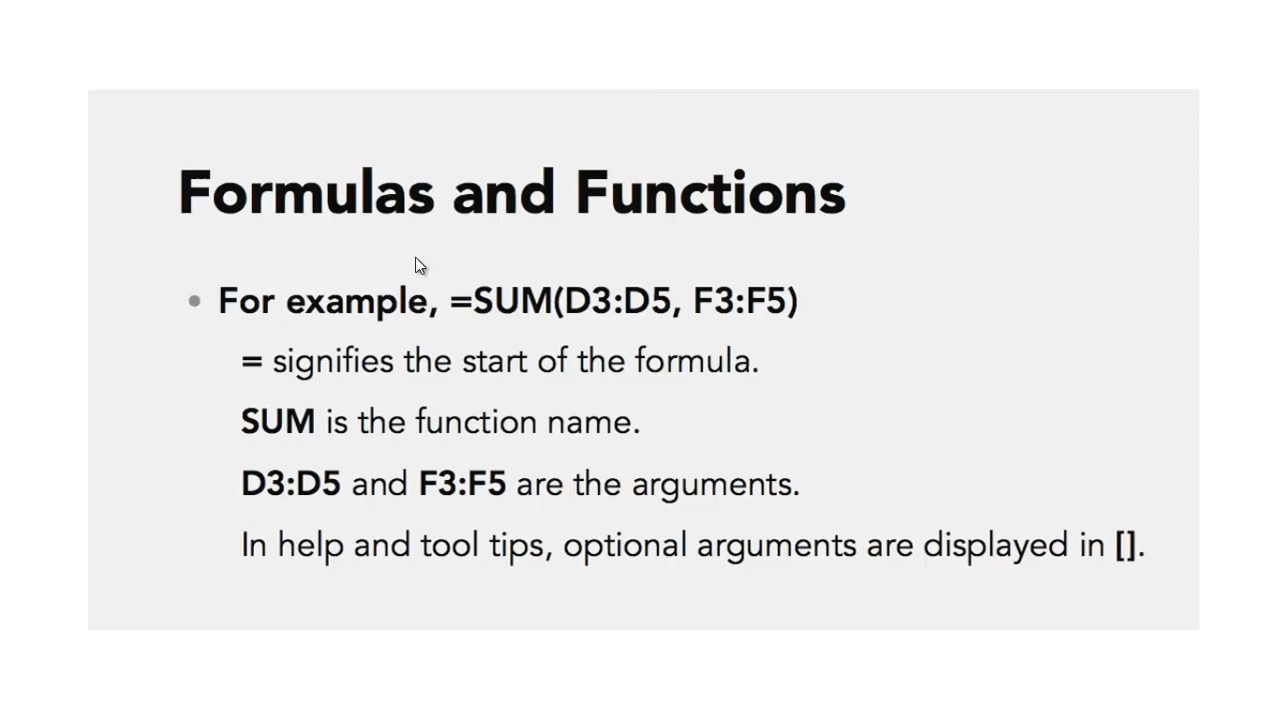 Formulas and Functions
• For example, =SUM(D3:D5, F3:F5)
= signifies the start of the formula.
SUM is the function name.
D3:D5 and F3:F5 are the arguments.
In help and tool tips, optional arguments are displayed in [].